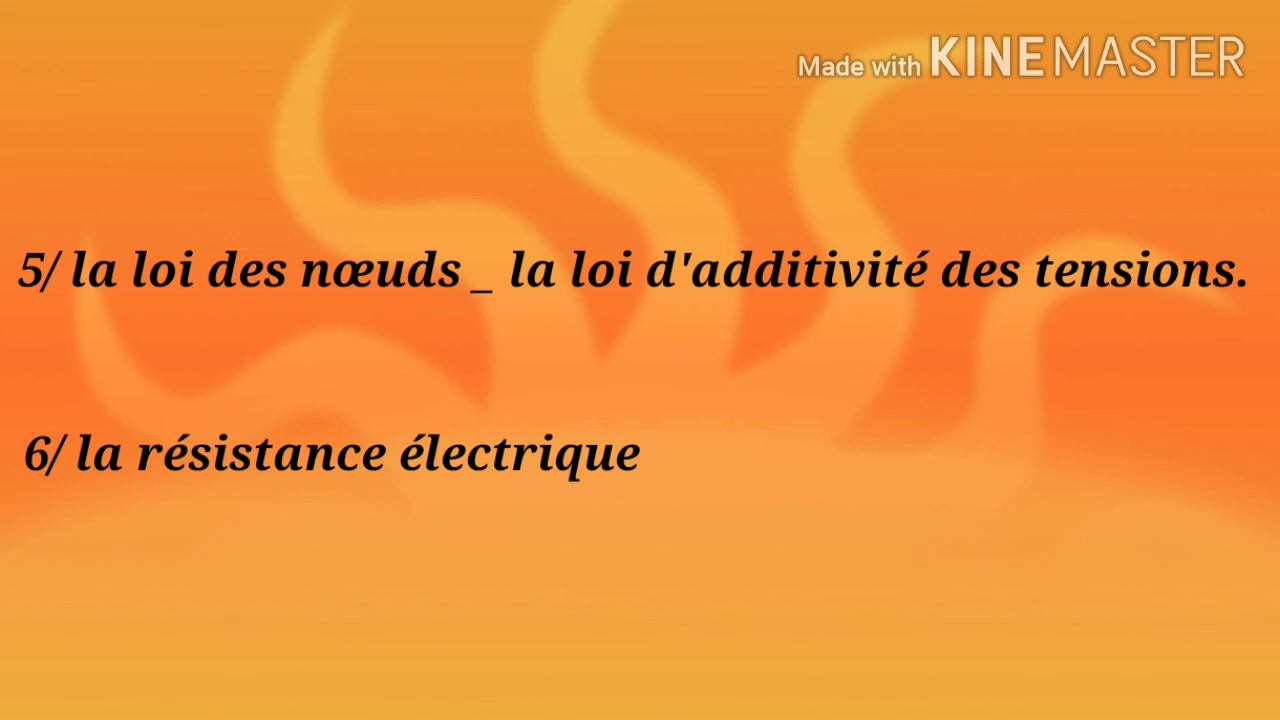 Made with KINEMASTER
5/ la loi des nœuds _ la loi d'additivité des tensions.
6/ la résistance électrique